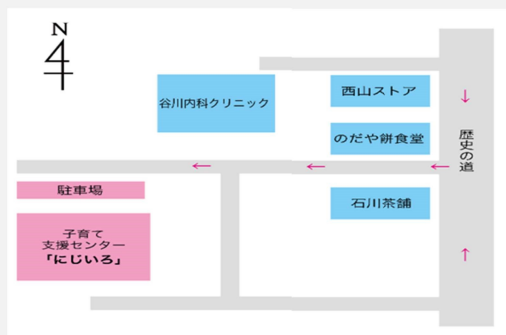 N
谷川内科クリニック
西山ストア
のだや餅食堂
歴史の道
石川茶舗
駐車場
子育て
支援センター
「にじいろ」